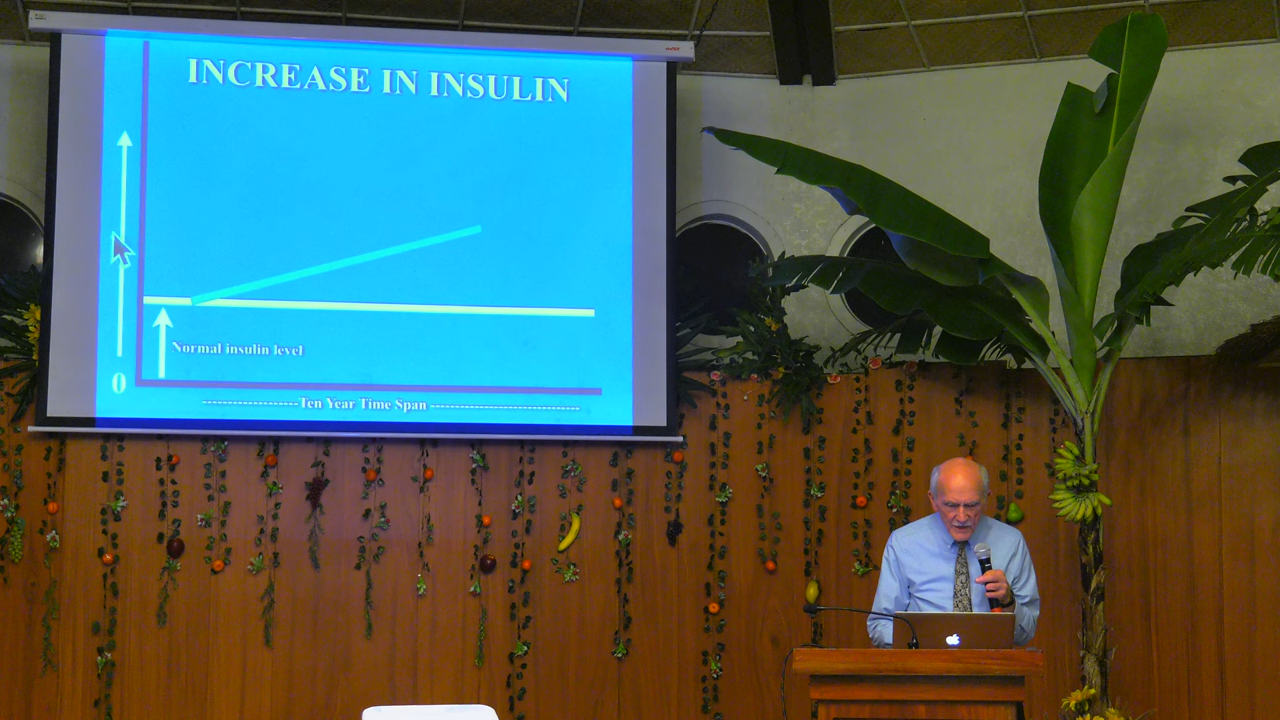 INCREASE IN INSULIN
Normal insulin level
0
--------------------Ten Year Time Span -------------------------------